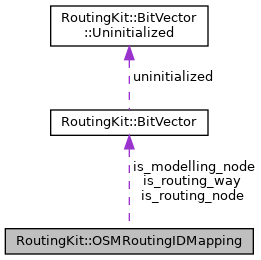 RoutingKit::BitVector
::Uninitialized
uninitialized
RoutingKit::BitVector
is_modelling_node
is_routing_way
is_routing_node
RoutingKit::OSMRoutingIDMapping